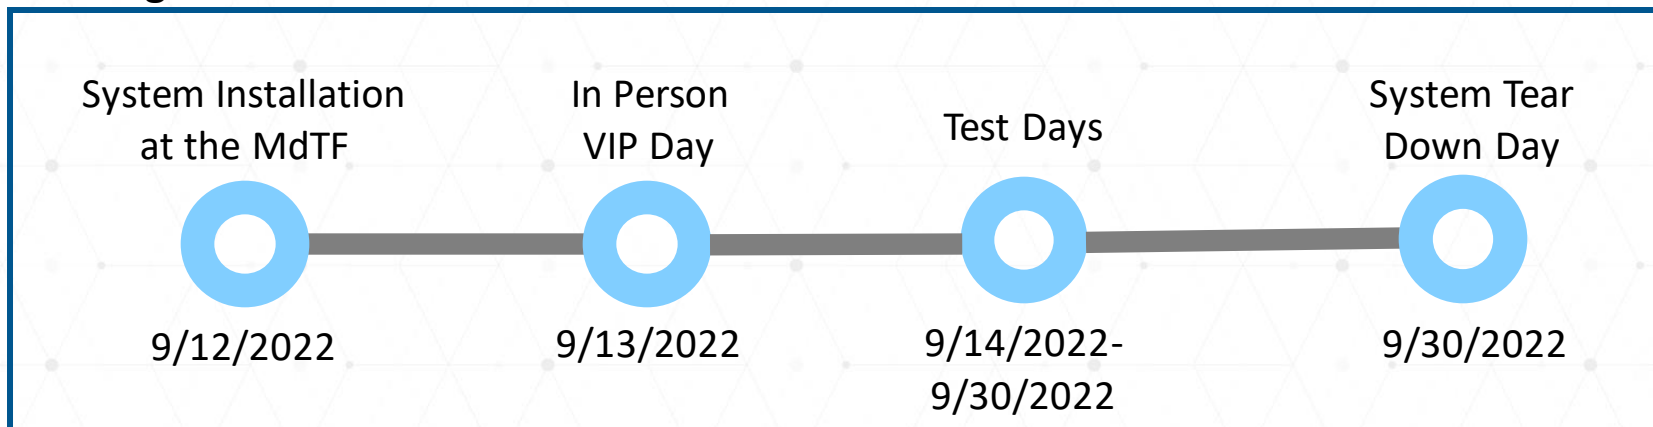 System Installation
at the MdTF
9/12/2022
In Person
VIP Day
9/13/2022
Test Days
9/14/2022-
9/30/2022
System Tear
Down Day
9/30/2022